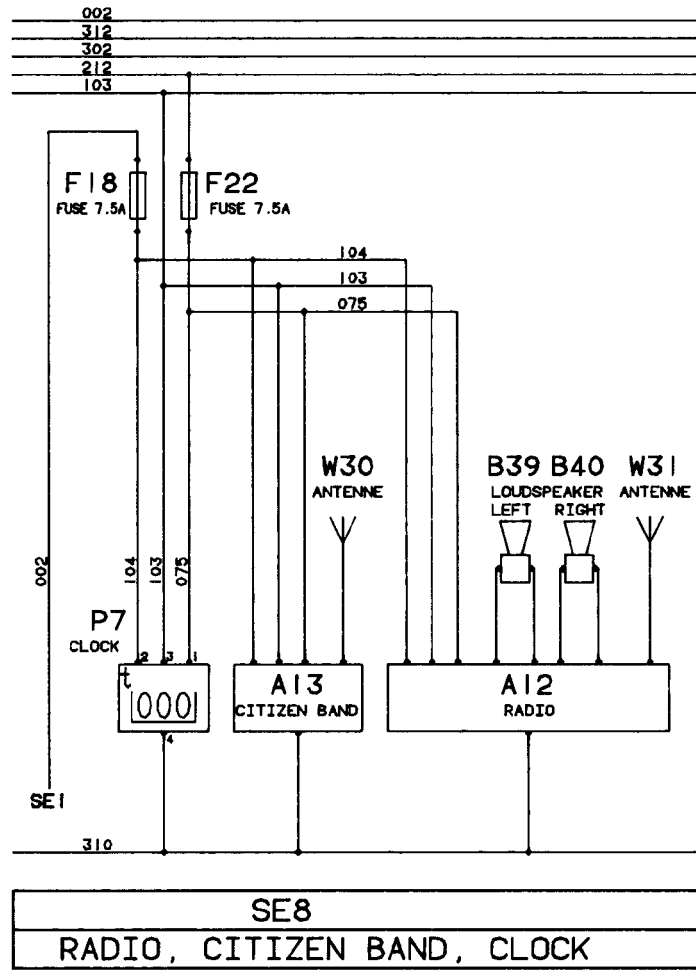 002
312
302
212
103
F18
FUSE 7.5A
F22
FUSE 7.5A
104
103
075
W30
ANTENNE
B39 B40
LOUDSPEAKER
LEFT RIGHT
W31
ANTENNE
002
104
103
075
P7
CLOCK
2 3 1
t
000
4
A13
CITIZEN BAND
A12
RADIO
SE1
310
SE8
RADIO, CITIZEN BAND, CLOCK